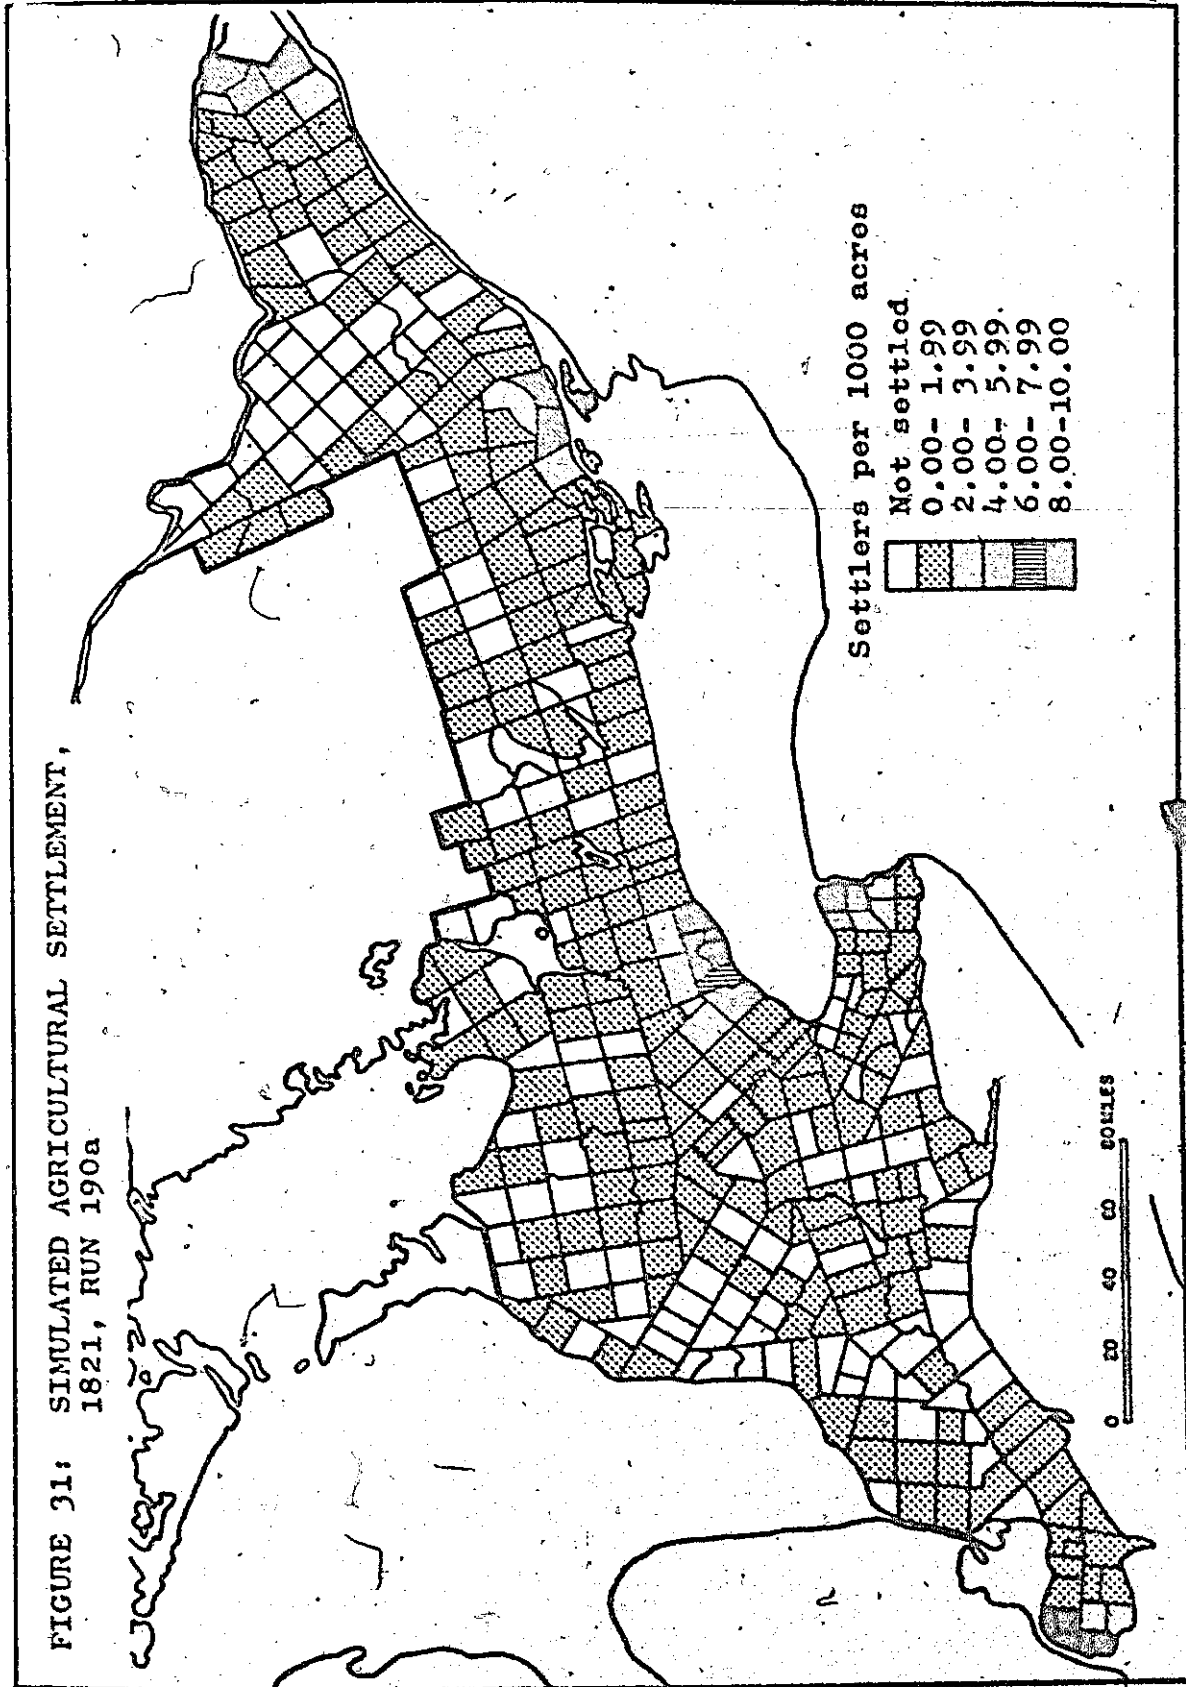 FIGURE 31: SIMULATED AGRICULTURAL SETTLEMENT,
1821, RUN 190a
Settlers per 1000 acres
Not settled
0.00- 1.99
2.00- 3.99
4.00- 5.99
6.00- 7.99
8.00-10.00
0 20 40 60 80MILES